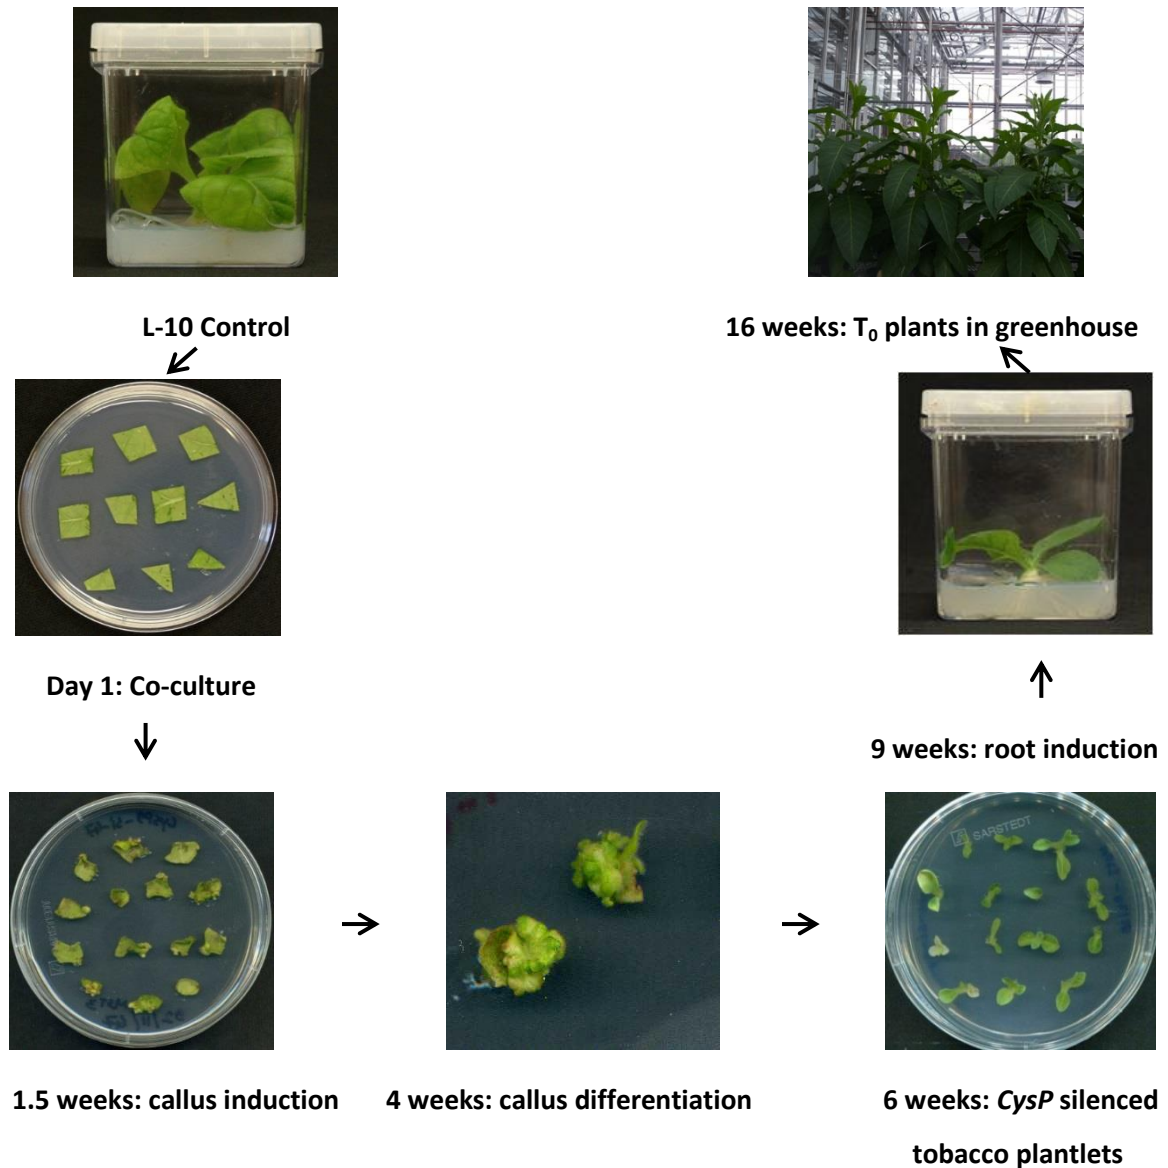 L-10 Control
16 weeks: T₀ plants in greenhouse
Day 1: Co-culture
9 weeks: root induction
SARSTEDT
1.5 weeks: callus induction
4 weeks: callus differentiation
6 weeks: CysP silenced
tobacco plantlets